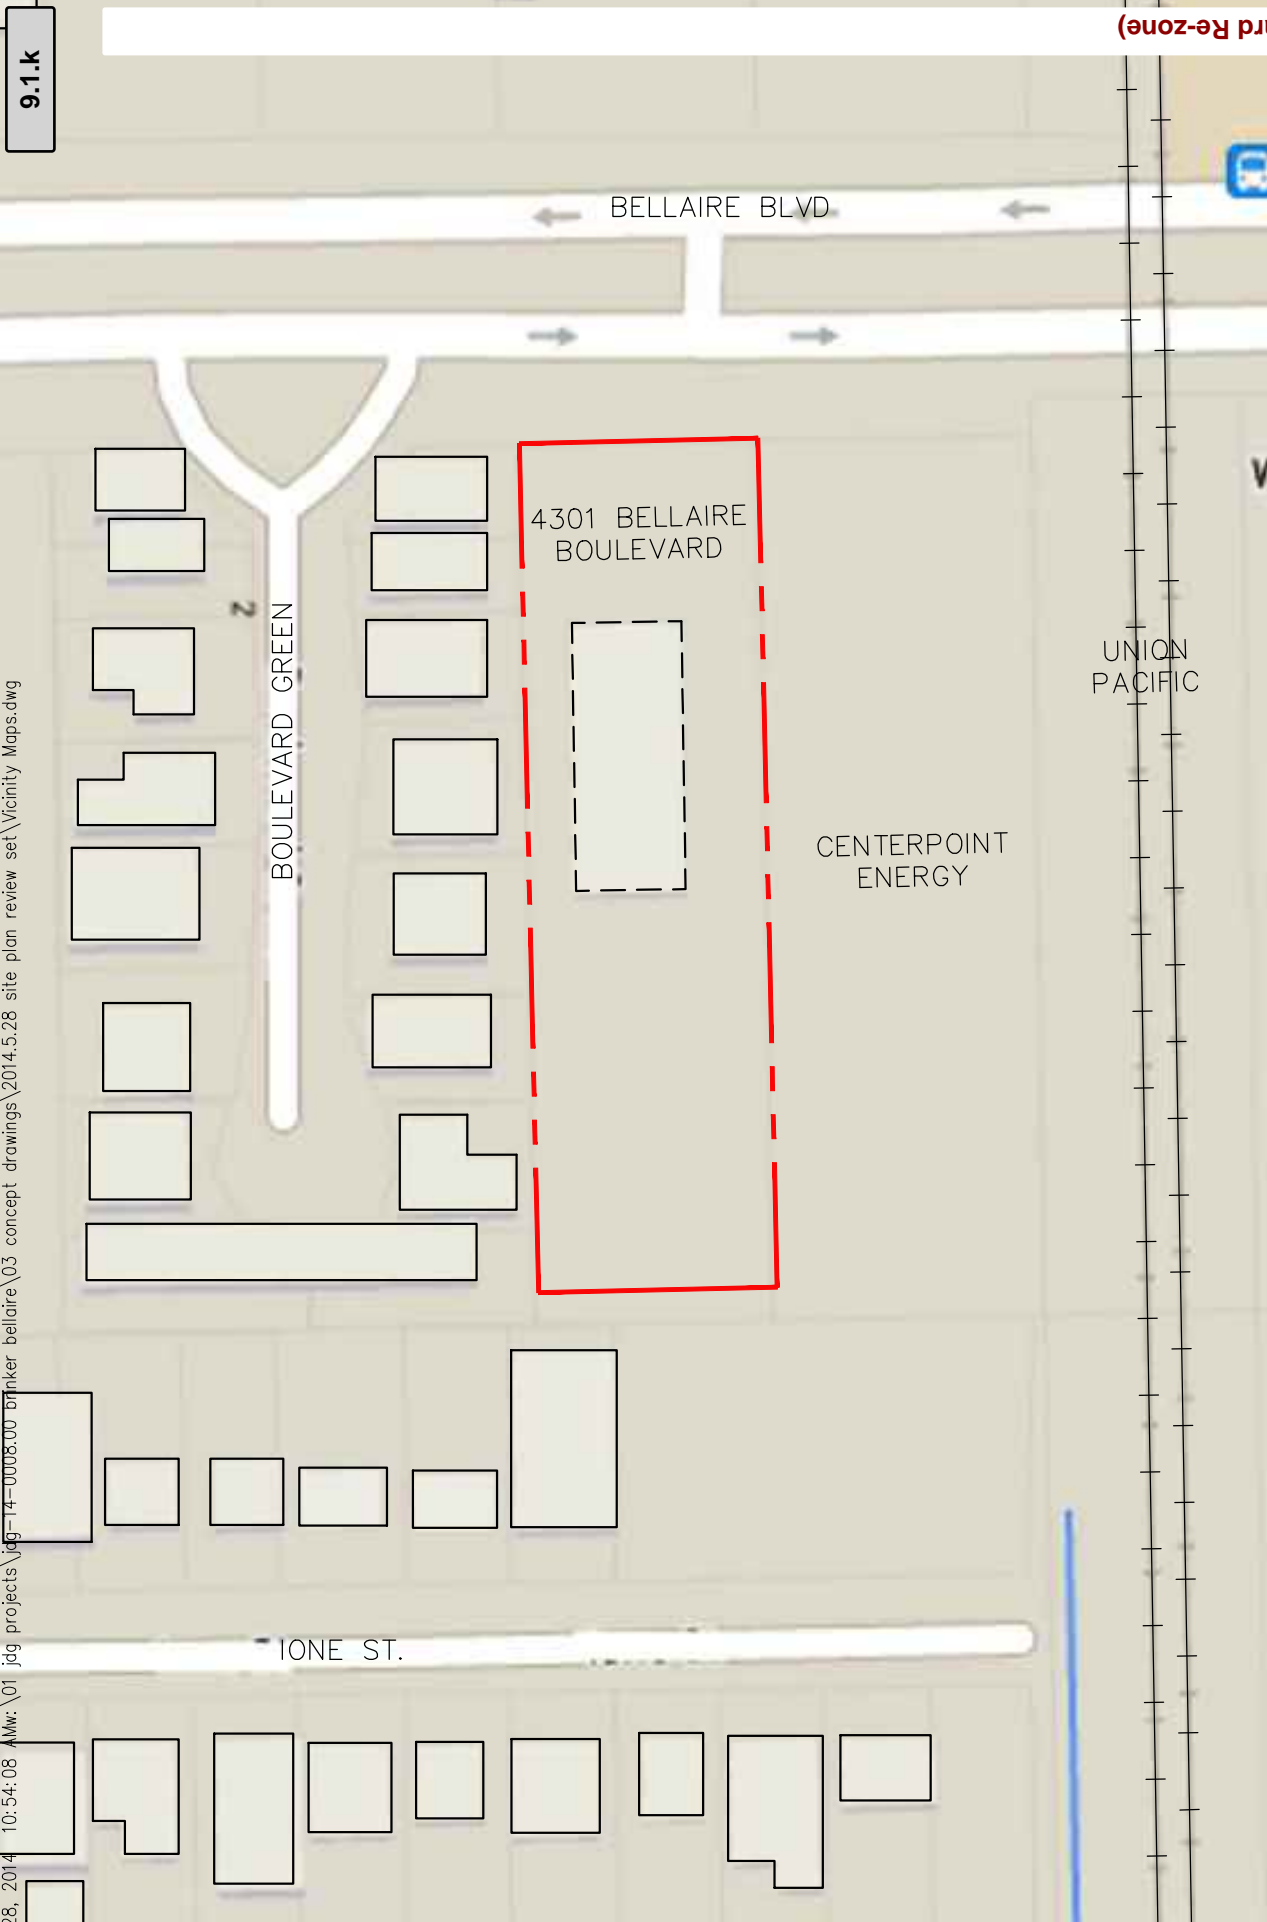 9.1.k
rd Re-zone)
BELLAIRE BLVD
4301 BELLAIRE
BOULEVARD
2
BOULEVARD GREEN
UNION
PACIFIC
CENTERPOINT
ENERGY
IONE ST.
28, 2014 10:54:08 AMw:\01 jdg projects\jdg-14-0008.00 brinker bellaire\03 concept drawings\2014.5.28 site plan review set\Vicinity Maps.dwg